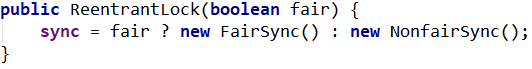 public ReentrantLock(boolean fair) {
    sync = fair ? new FairSync() : new NonfairSync();
}